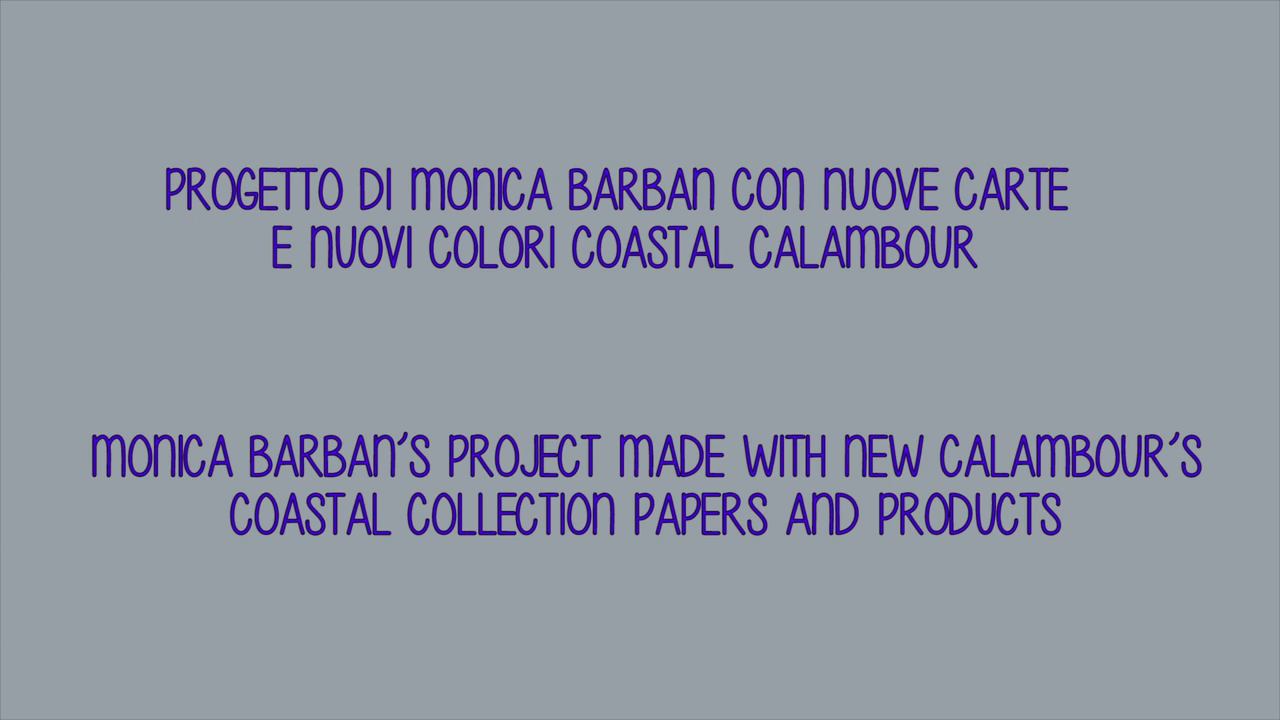 PROGETTO DI MONICA BARBAN CON NUOVE CARTE
E NUOVI COLORI COASTAL CALAMBOUR
MONICA BARBAN'S PROJECT MADE WITH NEW CALAMBOUR'S
COASTAL COLLECTION PAPERS AND PRODUCTS